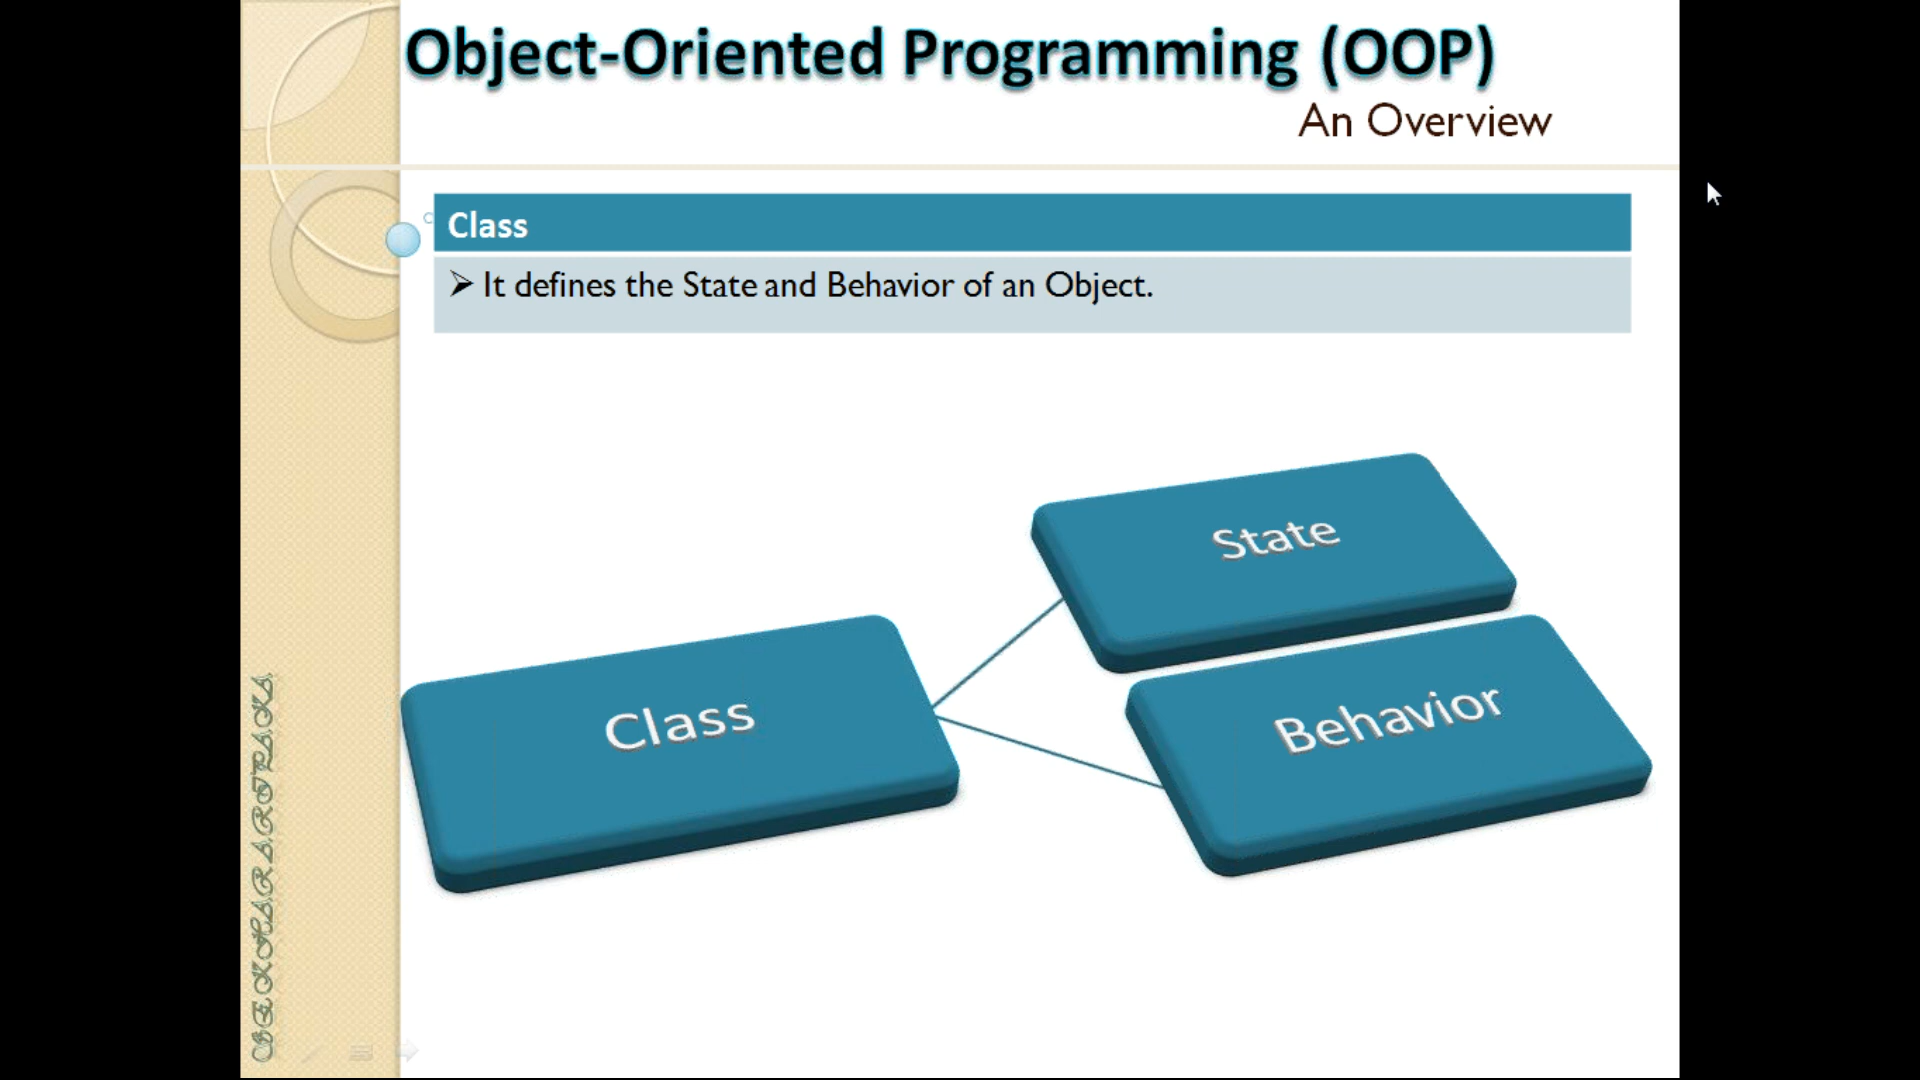 Object-Oriented Programming (OOP)
An Overview
Class
It defines the State and Behavior of an Object.
State
Class
Behavior